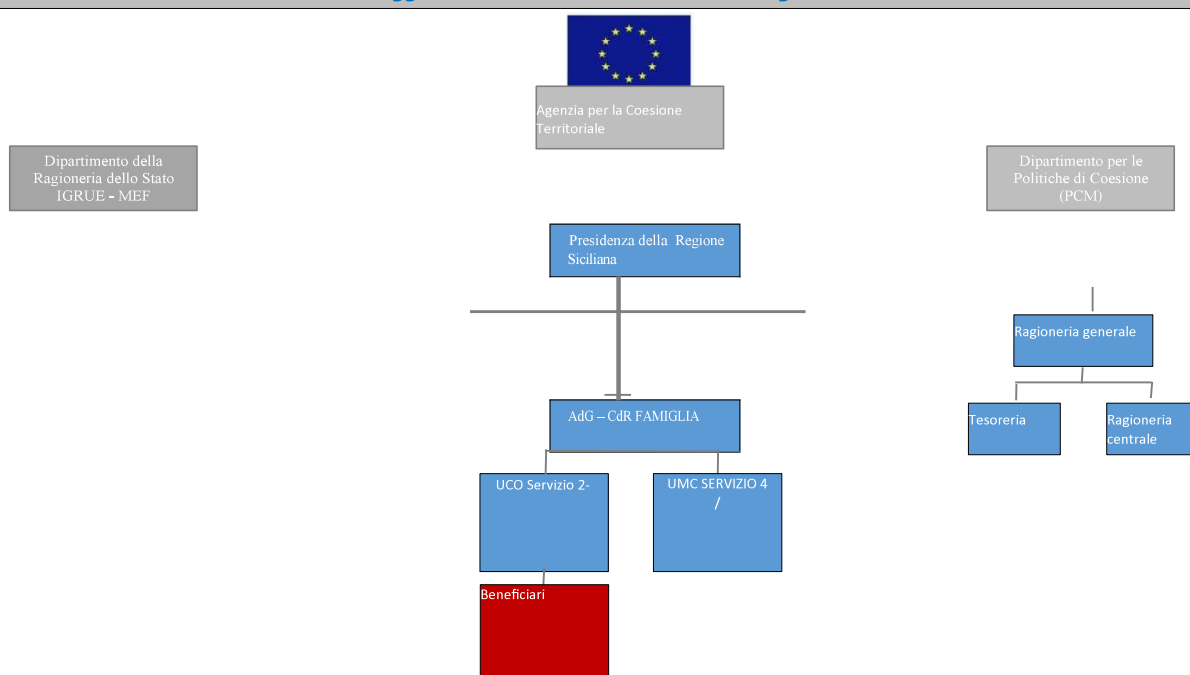 Agenzia per la Coesione
Territoriale
Dipartimento della
Ragioneria dello Stato
IGRUE - MEF
Dipartimento per le
Politiche di Coesione
(PCM)
Presidenza della Regione
Siciliana
Ragioneria generale
AdG – CdR FAMIGLIA
Tesoreria
Ragioneria
centrale
UCO Servizio 2-
UMC SERVIZIO 4
/
Beneficiari